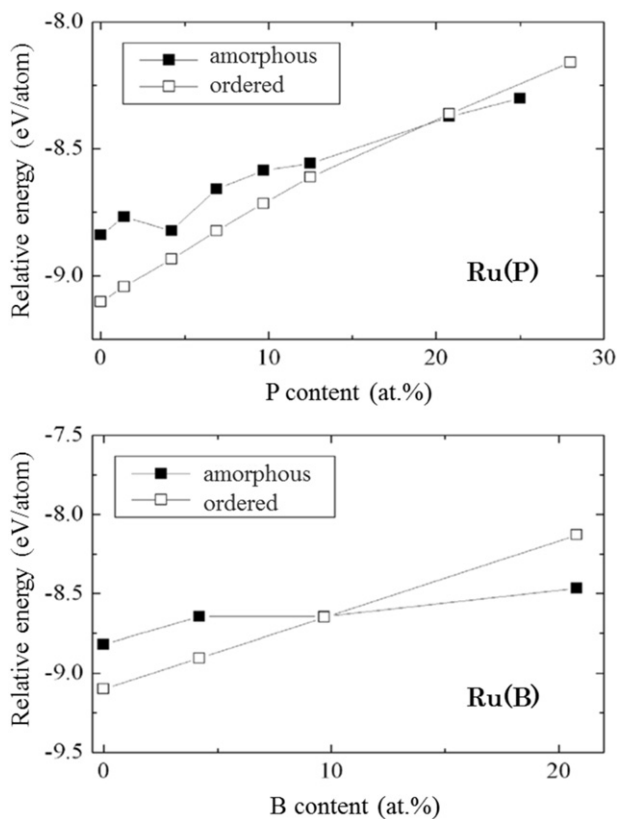 -8.0
amorphous
ordered
-8.5
-9.0
Relative energy (eV/atom)
Ru(P)
0
10
20
30
P content (at.%)
-7.5
amorphous
ordered
-8.0
-8.5
-9.0
-9.5
Relative energy (eV/atom)
Ru(B)
0
10
20
B content (at.%)